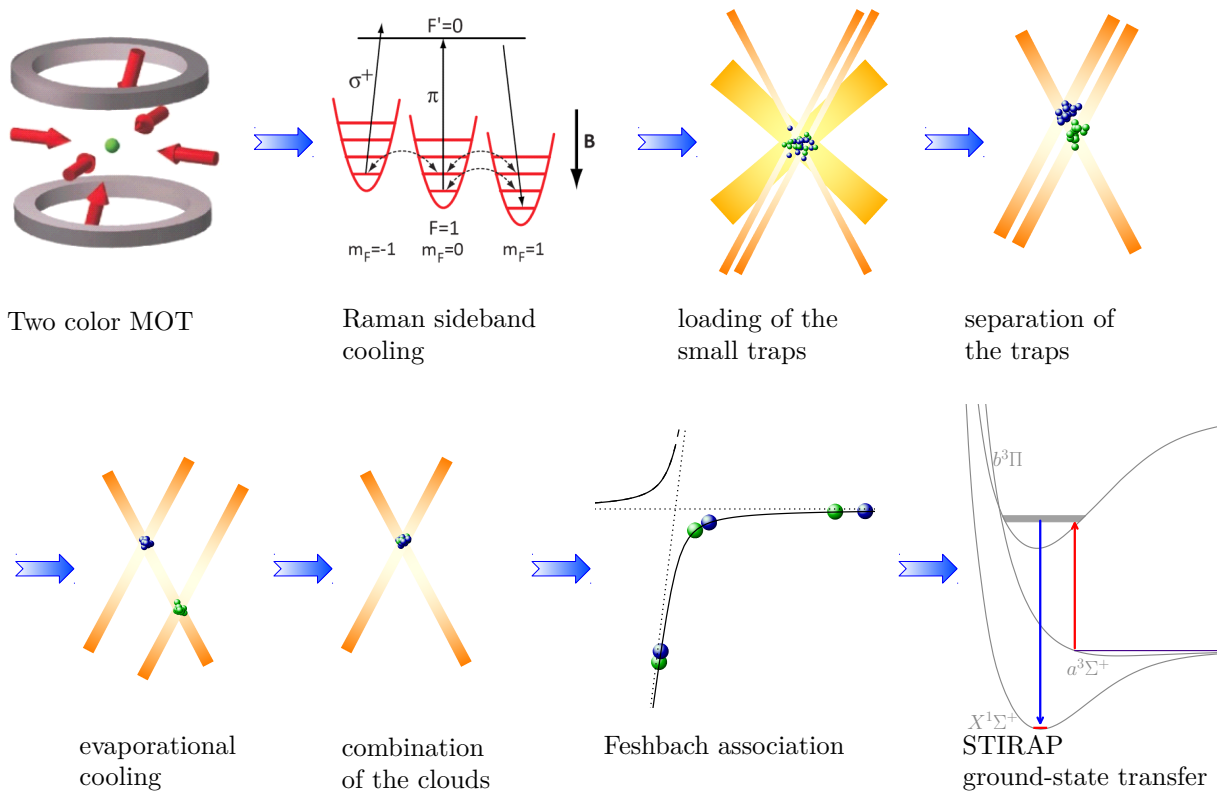 F'=0
σ+
π
B
F=1
mF=-1 mF=0 mF=1
Two color MOT
Raman sideband
cooling
loading of the
small traps
separation of
the traps
b³Π
a³Σ⁺
X¹Σ⁺
evaporational
cooling
combination
of the clouds
Feshbach association
STIRAP
ground-state transfer